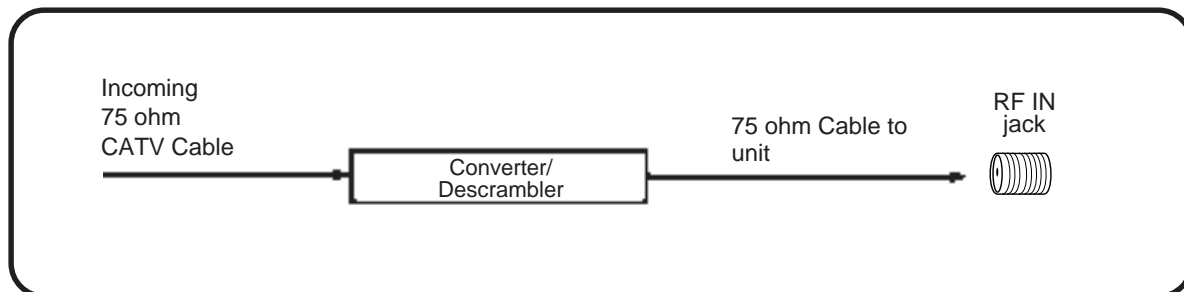 Incoming
75 ohm
CATV Cable
Converter/
Descrambler
75 ohm Cable to
unit
RF IN
jack